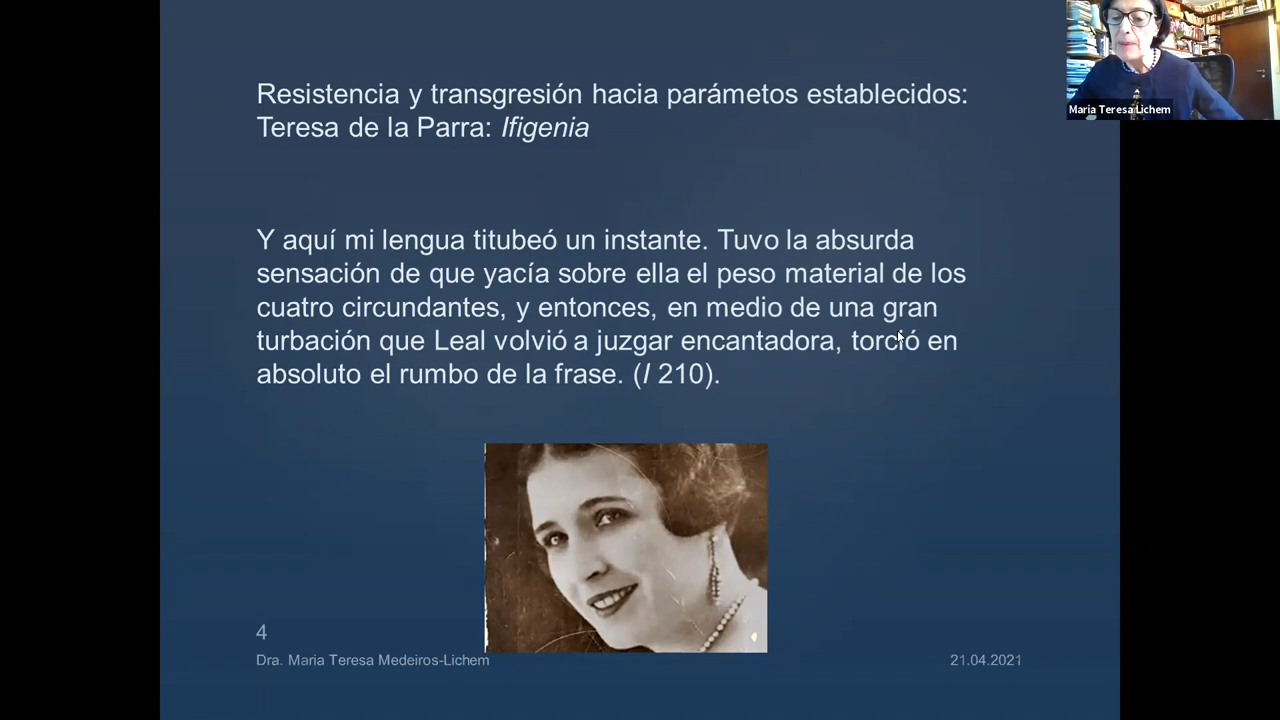 Maria Teresa Lichem
Resistencia y transgresión hacia parámetos establecidos:
Teresa de la Parra: Ifigenia
Y aquí mi lengua titubeó un instante. Tuvo la absurda
sensación de que yacía sobre ella el peso material de los
cuatro circundantes, y entonces, en medio de una gran
turbación que Leal volvió a juzgar encantadora, torció en
absoluto el rumbo de la frase. (I 210).
4
Dra. Maria Teresa Medeiros-Lichem
21.04.2021